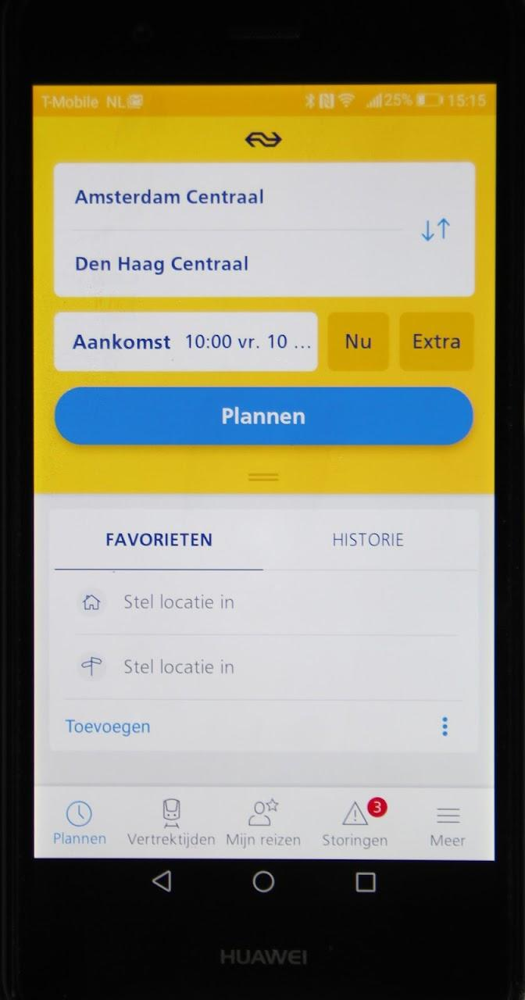 T-Mobile NL 25% 15:15
Amsterdam Centraal
Den Haag Centraal
Aankomst 10:00 vr. 10 ... Nu Extra
Plannen
FAVORIETEN HISTORIE
Stel locatie in
Stel locatie in
Toevoegen
3
Plannen Vertrektijden Mijn reizen Storingen Meer
HUAWEI